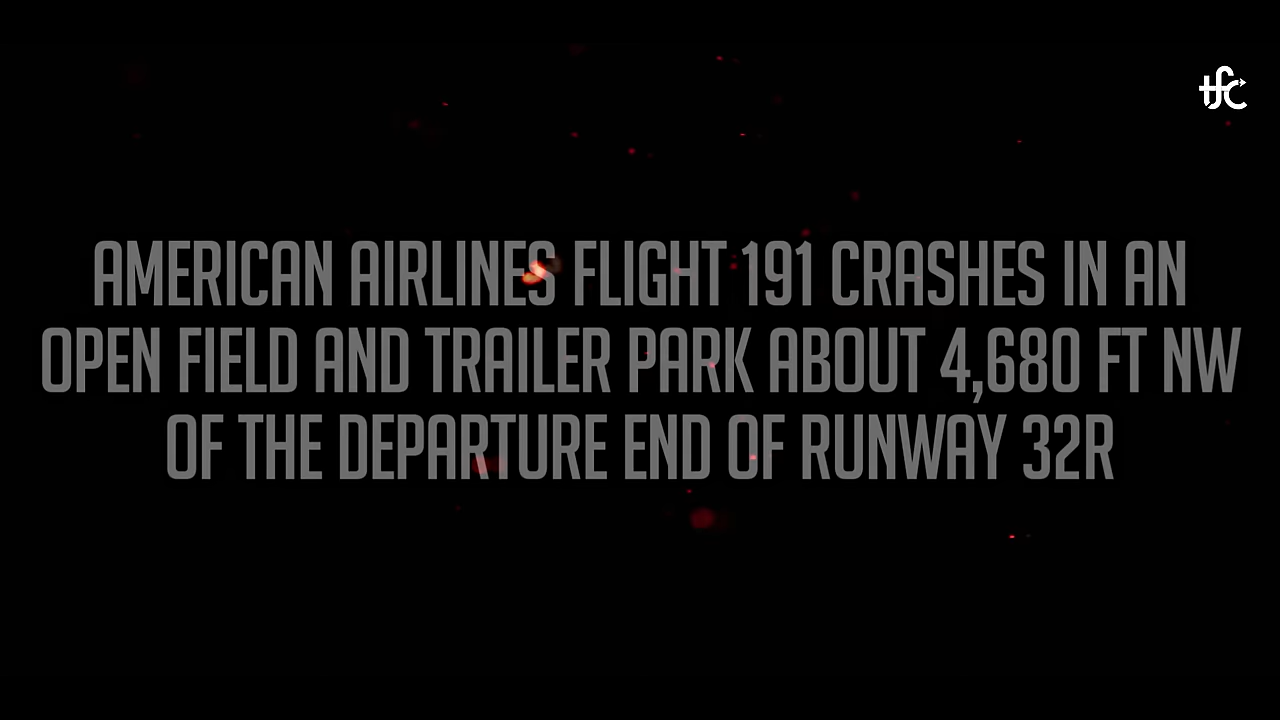 tfc
AMERICAN AIRLINES FLIGHT 191 CRASHES IN AN
OPEN FIELD AND TRAILER PARK ABOUT 4,680 FT NW
OF THE DEPARTURE END OF RUNWAY 32R